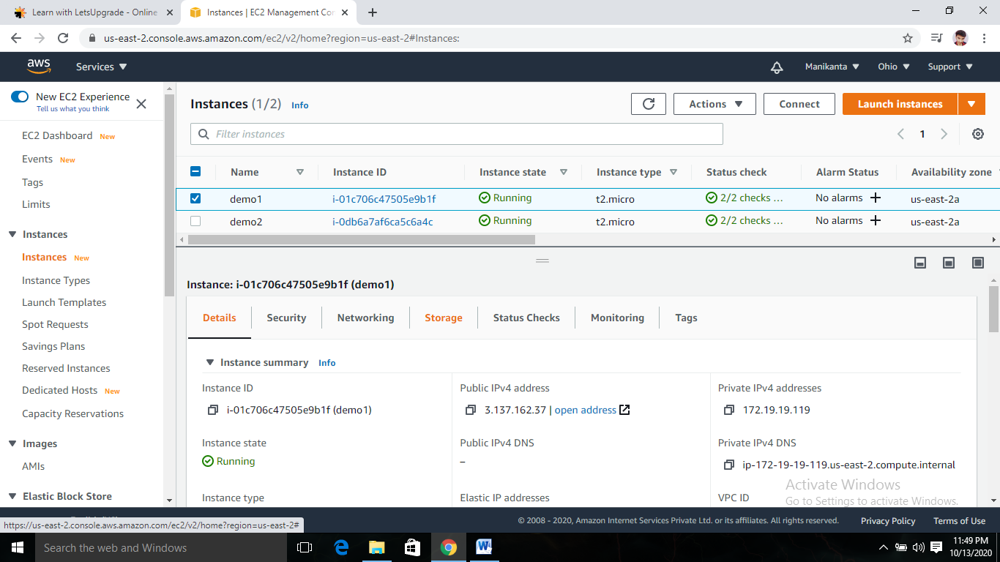 Learn with LetsUpgrade - Online
Instances | EC2 Management Con
us-east-2.console.aws.amazon.com/ec2/v2/home?region=us-east-2#Instances:
aws
Services
Manikanta
Ohio
Support
New EC2 Experience
Tell us what you think
EC2 Dashboard New
Events New
Tags
Limits
Instances
Instances New
Instance Types
Launch Templates
Spot Requests
Savings Plans
Reserved Instances
Dedicated Hosts New
Capacity Reservations
Images
AMIs
Elastic Block Store
Instances (1/2) Info
Actions
Connect
Launch instances
Filter instances
1
Name Instance ID Instance state Instance type Status check Alarm Status Availability zone
demo1 i-01c706c47505e9b1f Running t2.micro 2/2 checks ... No alarms + us-east-2a
demo2 i-0db6a7af6ca5c6a4c Running t2.micro 2/2 checks ... No alarms + us-east-2a
Instance: i-01c706c47505e9b1f (demo1)
Details Security Networking Storage Status Checks Monitoring Tags
Instance summary Info
Instance ID
i-01c706c47505e9b1f (demo1)
Public IPv4 address
3.137.162.37 | open address
Private IPv4 addresses
172.19.19.119
Instance state
Running
Public IPv4 DNS
–
Private IPv4 DNS
ip-172-19-19-119.us-east-2.compute.internal
Instance type
Elastic IP addresses
VPC ID
Activate Windows
Go to Settings to activate Windows.
https://us-east-2.console.aws.amazon.com/ec2/v2/home?region=us-east-2#
© 2008 - 2020, Amazon Internet Services Private Ltd. or its affiliates. All rights reserved.
Privacy Policy
Terms of Use
Search the web and Windows
11:49 PM
10/13/2020